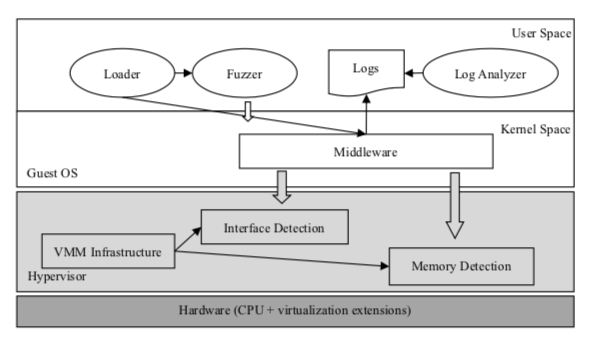 User Space
Loader
Fuzzer
Logs
Log Analyzer
Kernel Space
Middleware
Guest OS
Interface Detection
VMM Infrastructure
Memory Detection
Hypervisor
Hardware (CPU + virtualization extensions)